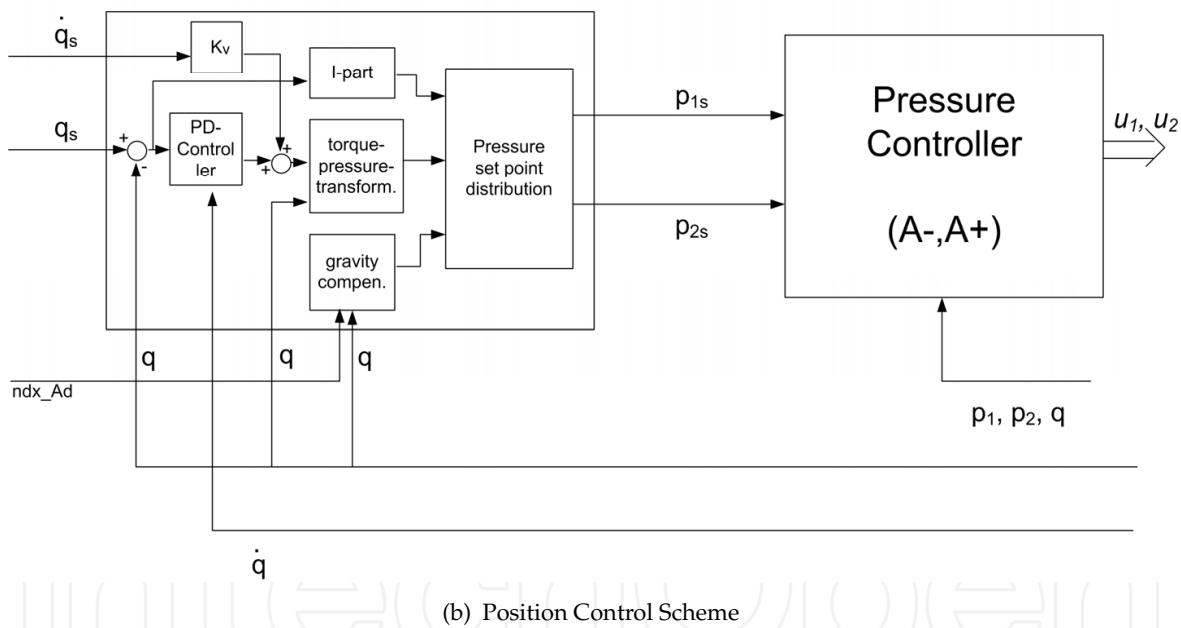 q̇s
Kv
I-part
qs
+
-
PD-
Control
ler
+
+
torque-
pressure-
transform.
Pressure
set point
distribution
gravity
compen.
p1s
p2s
Pressure
Controller
(A-,A+)
u1, u2
q
q
q
ndx_Ad
p1, p2, q
q̇
(b) Position Control Scheme